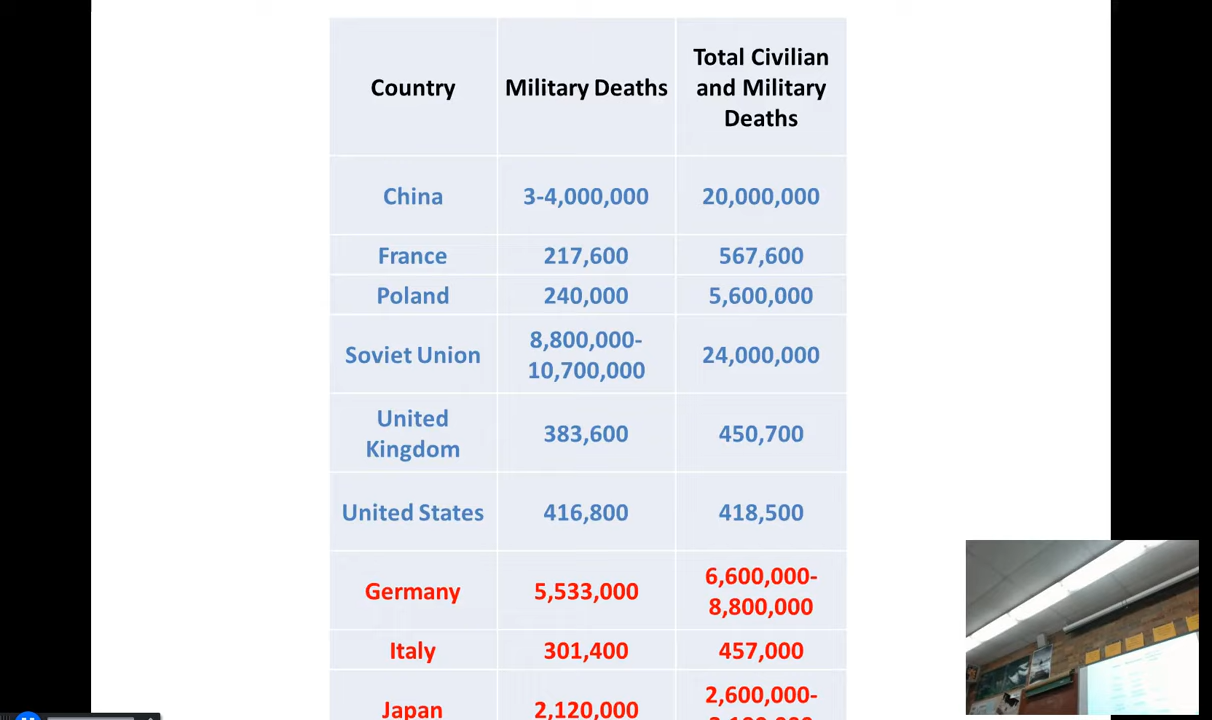 Country
Military Deaths
Total Civilian
and Military
Deaths
China
3-4,000,000
20,000,000
France
217,600
567,600
Poland
240,000
5,600,000
Soviet Union
8,800,000-
10,700,000
24,000,000
United
Kingdom
383,600
450,700
United States
416,800
418,500
Germany
5,533,000
6,600,000-
8,800,000
Italy
301,400
457,000
Japan
2,120,000
2,600,000-